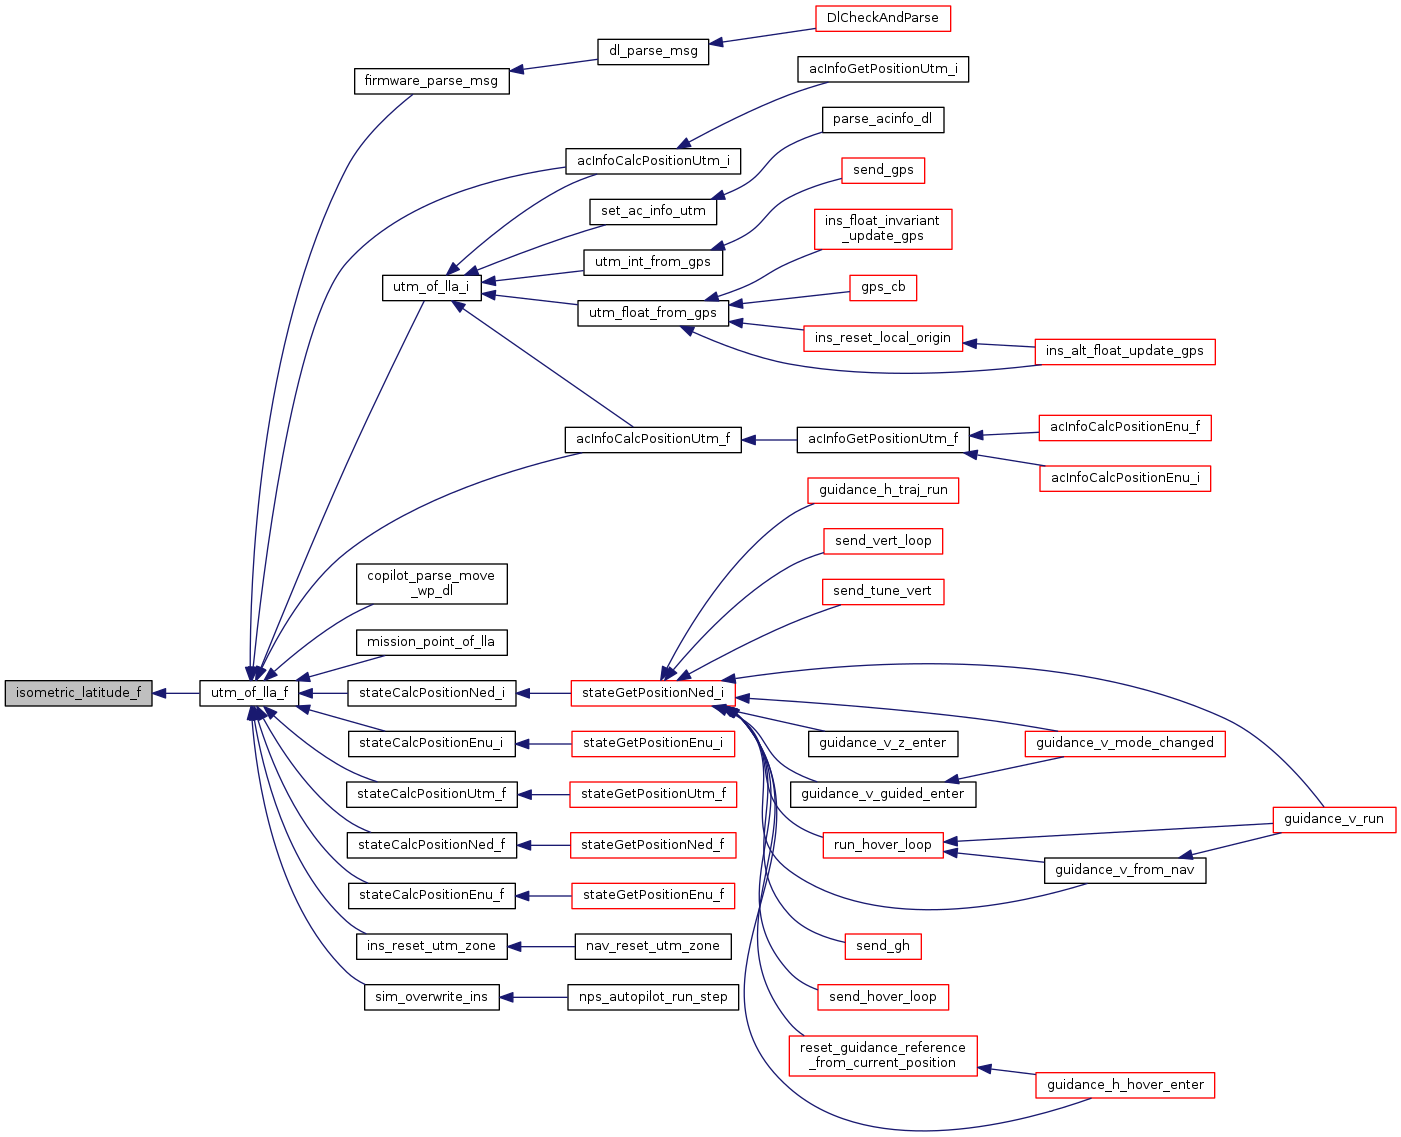 DlCheckAndParse
dl_parse_msg
firmware_parse_msg
acInfoGetPositionUtm_i
parse_acinfo_dl
acInfoCalcPositionUtm_i
send_gps
set_ac_info_utm
ins_float_invariant
_update_gps
utm_int_from_gps
utm_of_lla_i
gps_cb
utm_float_from_gps
ins_reset_local_origin
ins_alt_float_update_gps
acInfoCalcPositionEnu_f
acInfoCalcPositionUtm_f
acInfoGetPositionUtm_f
acInfoCalcPositionEnu_i
guidance_h_traj_run
send_vert_loop
copilot_parse_move
_wp_dl
send_tune_vert
mission_point_of_lla
isometric_latitude_f
utm_of_lla_f
stateCalcPositionNed_i
stateGetPositionNed_i
stateCalcPositionEnu_i
stateGetPositionEnu_i
guidance_v_z_enter
guidance_v_mode_changed
stateCalcPositionUtm_f
stateGetPositionUtm_f
guidance_v_guided_enter
guidance_v_run
stateCalcPositionNed_f
stateGetPositionNed_f
run_hover_loop
guidance_v_from_nav
stateCalcPositionEnu_f
stateGetPositionEnu_f
ins_reset_utm_zone
nav_reset_utm_zone
send_gh
sim_overwrite_ins
nps_autopilot_run_step
send_hover_loop
reset_guidance_reference
_from_current_position
guidance_h_hover_enter